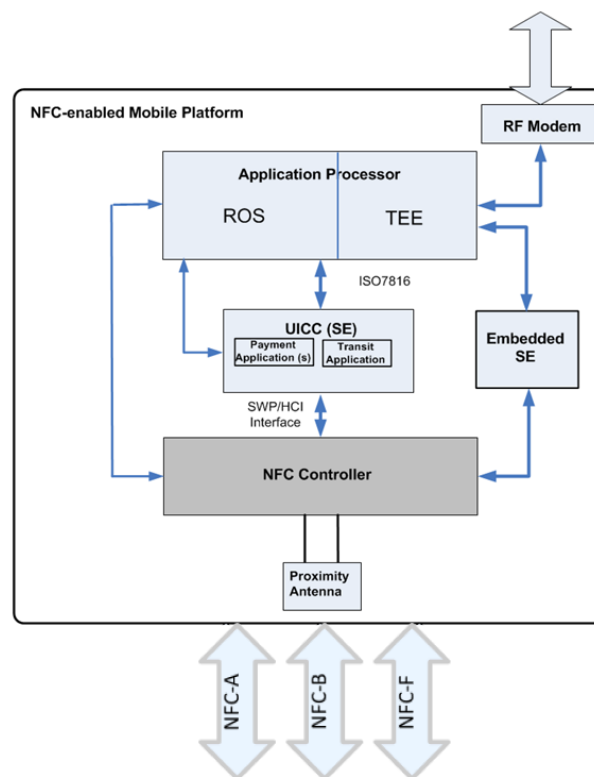 NFC-enabled Mobile Platform
RF Modem
Application Processor
ROS
TEE
ISO7816
UICC (SE)
Payment
Application (s)
Transit
Application
Embedded
SE
SWP/HCI
Interface
NFC Controller
Proximity
Antenna
NFC-A
NFC-B
NFC-F